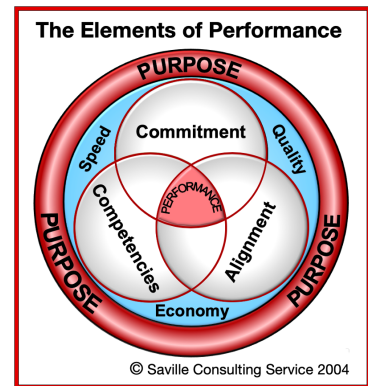 The Elements of Performance
PURPOSE
Commitment
Speed
Quality
PERFORMANCE
Competencies
Alignment
PURPOSE
PURPOSE
Economy
© Saville Consulting Service 2004